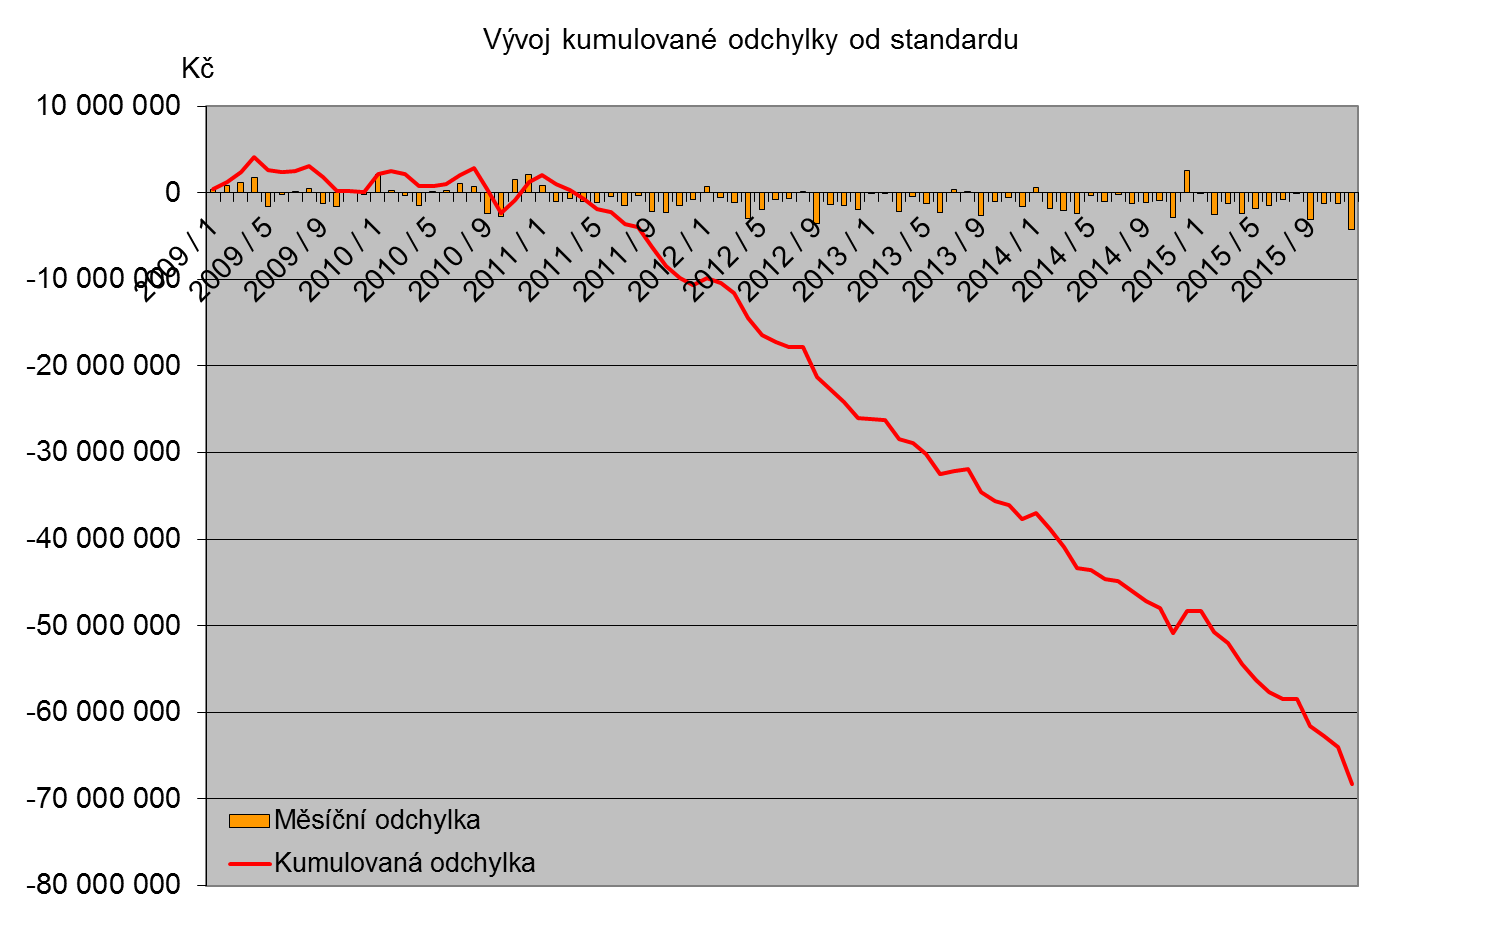 Vývoj kumulované odchylky od standardu
Kč
10 000 000
0
-10 000 000
-20 000 000
-30 000 000
-40 000 000
-50 000 000
-60 000 000
-70 000 000
-80 000 000
2009 / 1
2009 / 5
2009 / 9
2010 / 1
2010 / 5
2010 / 9
2011 / 1
2011 / 5
2011 / 9
2012 / 1
2012 / 5
2012 / 9
2013 / 1
2013 / 5
2013 / 9
2014 / 1
2014 / 5
2014 / 9
2015 / 1
2015 / 5
2015 / 9
Měsíční odchylka
Kumulovaná odchylka